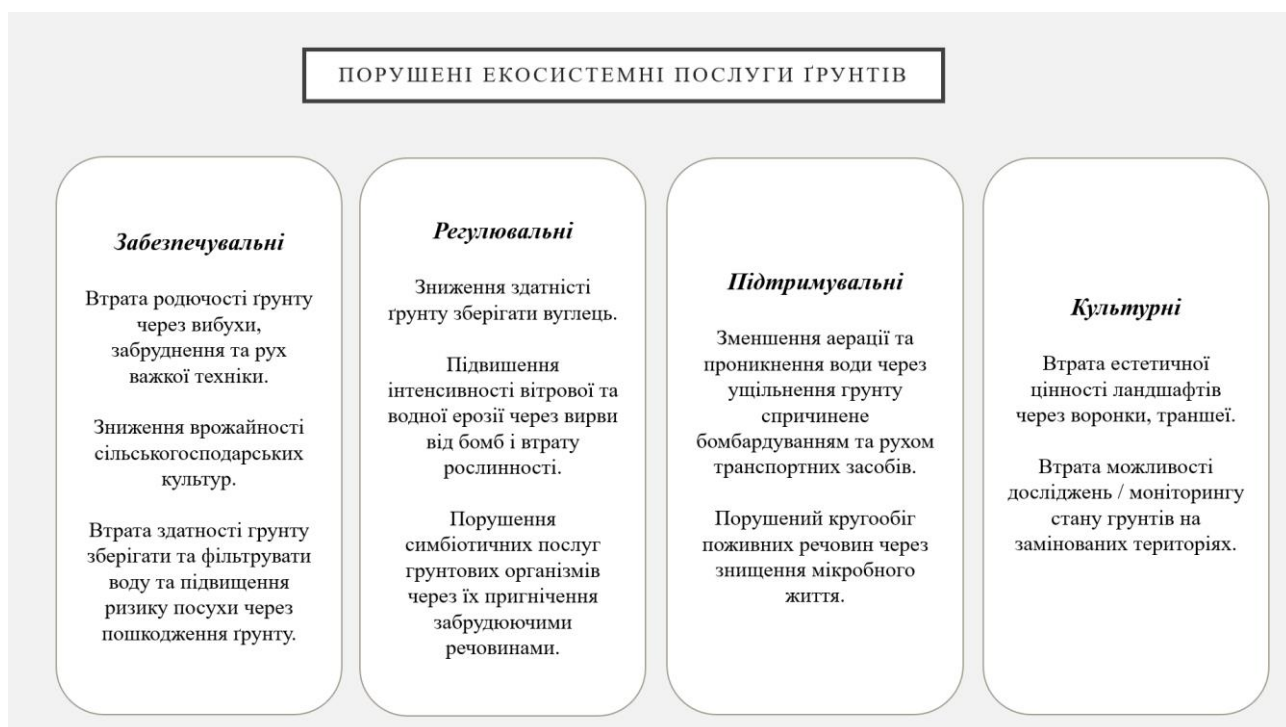 ПОРУШЕНІ ЕКОСИСТЕМНІ ПОСЛУГИ ҐРУНТІВ
Забезпечувальні
Втрата родючості ґрунту
через вибухи,
забруднення та рух
важкої техніки.
Зниження врожайності
сільськогосподарських
культур.
Втрата здатності грунту
зберігати та фільтрувати
воду та підвищення
ризику посухи через
пошкодження ґрунту.
Регулювальні
Зниження здатністі
ґрунту зберігати вуглець.
Підвишення
інтенсивності вітрової та
водної ерозії через вирви
від бомб і втрату
рослинності.
Порушення
симбіотичних послуг
грунтових організмів
через їх пригнічення
забрудюючими
речовинами.
Підтримувальні
Зменшення аерації та
проникнення води через
ущільнення грунту
спричинене
бомбардуванням та рухом
транспортних засобів.
Порушений кругообіг
поживних речовин через
знищення мікробного
життя.
Культурні
Втрата естетичної
цінності ландшафтів
через воронки, траншеї.
Втрата можливості
досліджень / моніторингу
стану грунтів на
замінованих територіях.